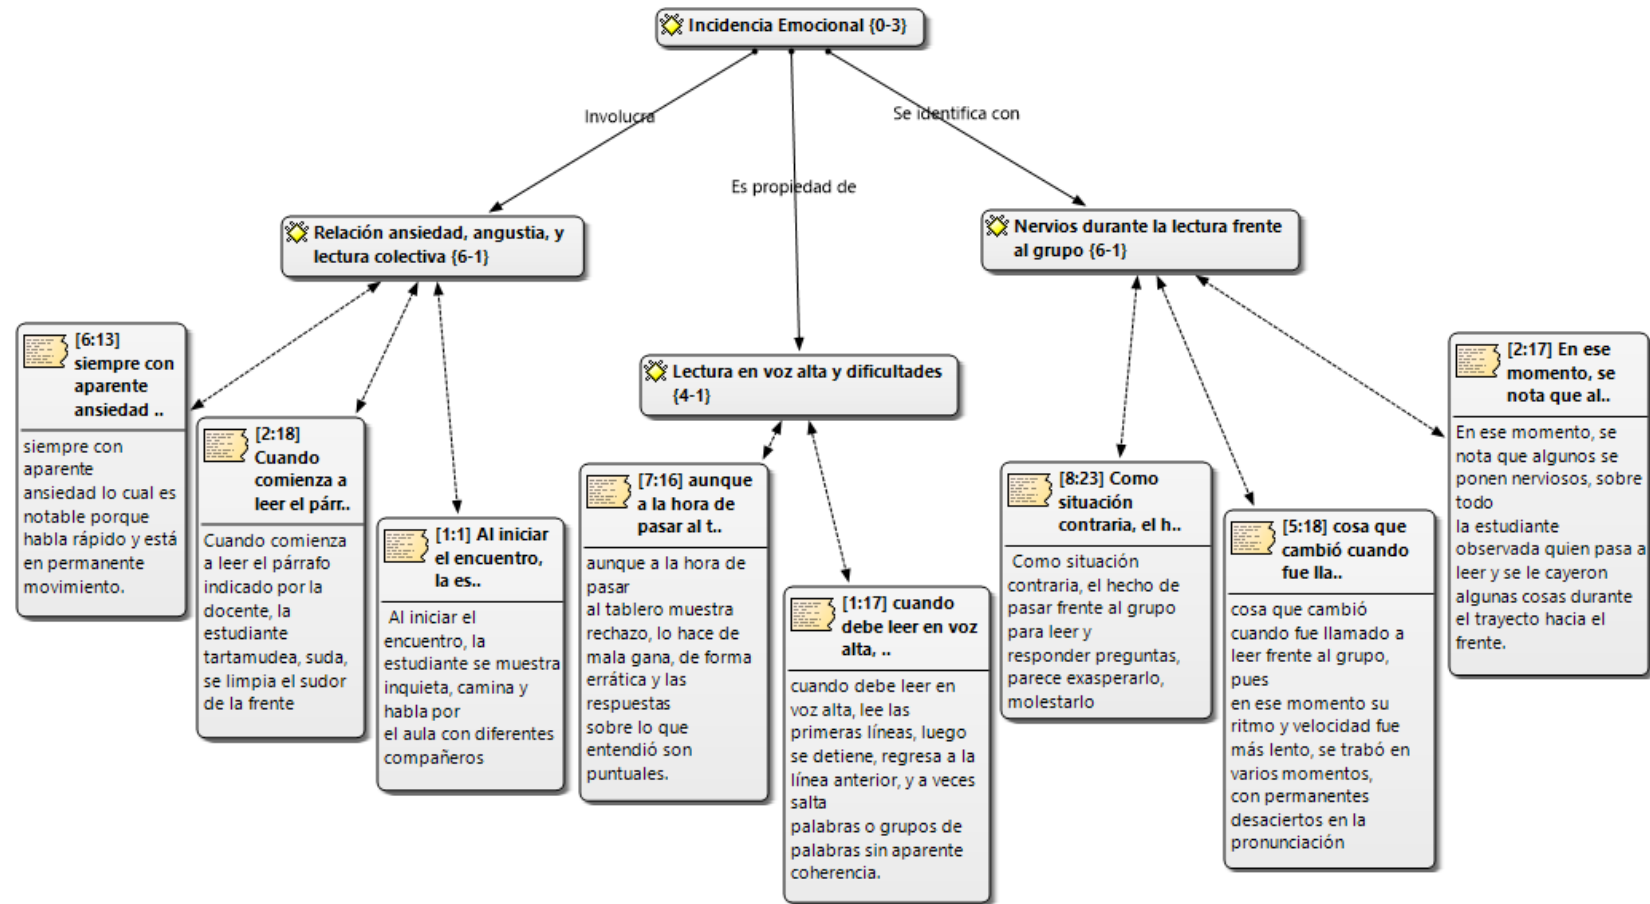 Incidencia Emocional {0-3}
Involucra
Se identifica con
Es propiedad de
Relación ansiedad, angustia, y
lectura colectiva {6-1}
Nervios durante la lectura frente
al grupo {6-1}
Lectura en voz alta y dificultades
{4-1}
[6:13]
siempre con
aparente
ansiedad ..
siempre con
aparente
ansiedad lo cual es
notable porque
habla rápido y está
en permanente
movimiento.
[2:18]
Cuando
comienza a
leer el párr..
Cuando comienza
a leer el párrafo
indicado por la
docente, la
estudiante
tartamudea, suda,
se limpia el sudor
de la frente
[1:1] Al iniciar
el encuentro,
la es..
Al iniciar el
encuentro, la
estudiante se muestra
inquieta, camina y
habla por
el aula con diferentes
compañeros
[7:16] aunque
a la hora de
pasar al t..
aunque a la hora de
pasar
al tablero muestra
rechazo, lo hace de
mala gana, de forma
errática y las
respuestas
sobre lo que
entendió son
puntuales.
[1:17] cuando
debe leer en voz
alta, ..
cuando debe leer en
voz alta, lee las
primeras líneas, luego
se detiene, regresa a la
línea anterior, y a veces
salta
palabras o grupos de
palabras sin aparente
coherencia.
[8:23] Como
situación
contraria, el h..
Como situación
contraria, el hecho de
pasar frente al grupo
para leer y
responder preguntas,
parece exasperarlo,
molestarlo
[5:18] cosa que
cambió cuando
fue lla..
cosa que cambió
cuando fue llamado a
leer frente al grupo,
pues
en ese momento su
ritmo y velocidad fue
más lento, se trabó en
varios momentos,
con permanentes
desaciertos en la
pronunciación
[2:17] En ese
momento, se
nota que al..
En ese momento, se
nota que algunos se
ponen nerviosos, sobre
todo
la estudiante
observada quien pasa a
leer y se le cayeron
algunas cosas durante
el trayecto hacia el
frente.